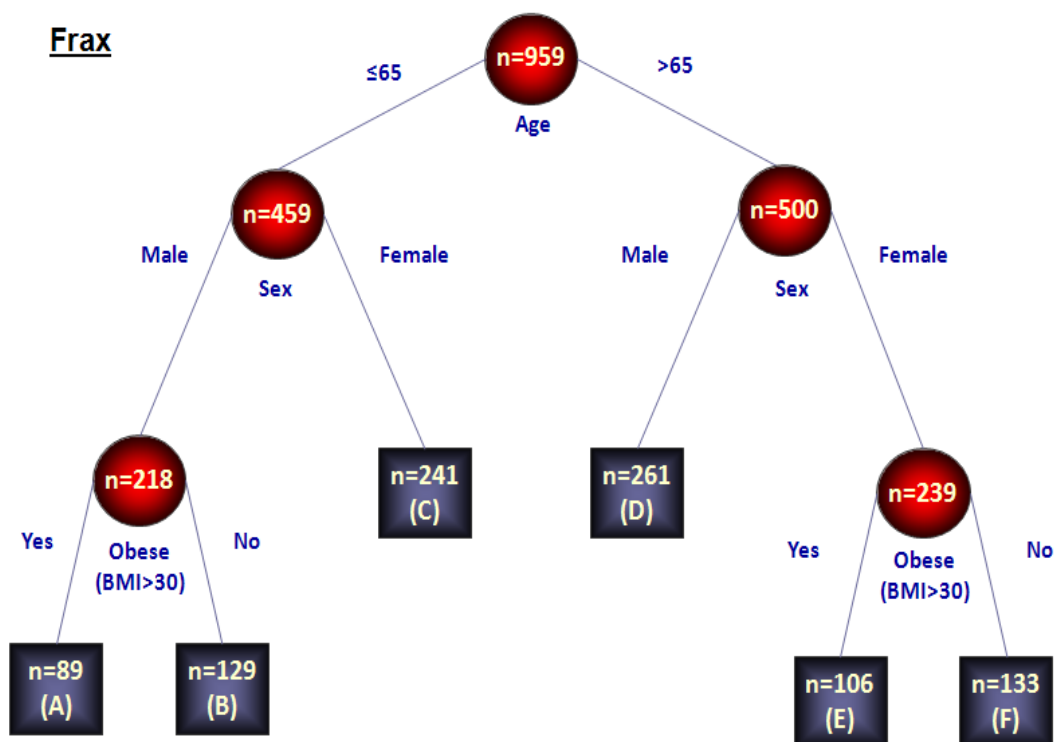 Frax
n=959
≤65
>65
Age
n=459
n=500
Male
Female
Male
Female
Sex
Sex
n=218
n=241
(C)
n=261
(D)
n=239
Yes
No
Obese
(BMI>30)
Yes
No
Obese
(BMI>30)
n=89
(A)
n=129
(B)
n=106
(E)
n=133
(F)